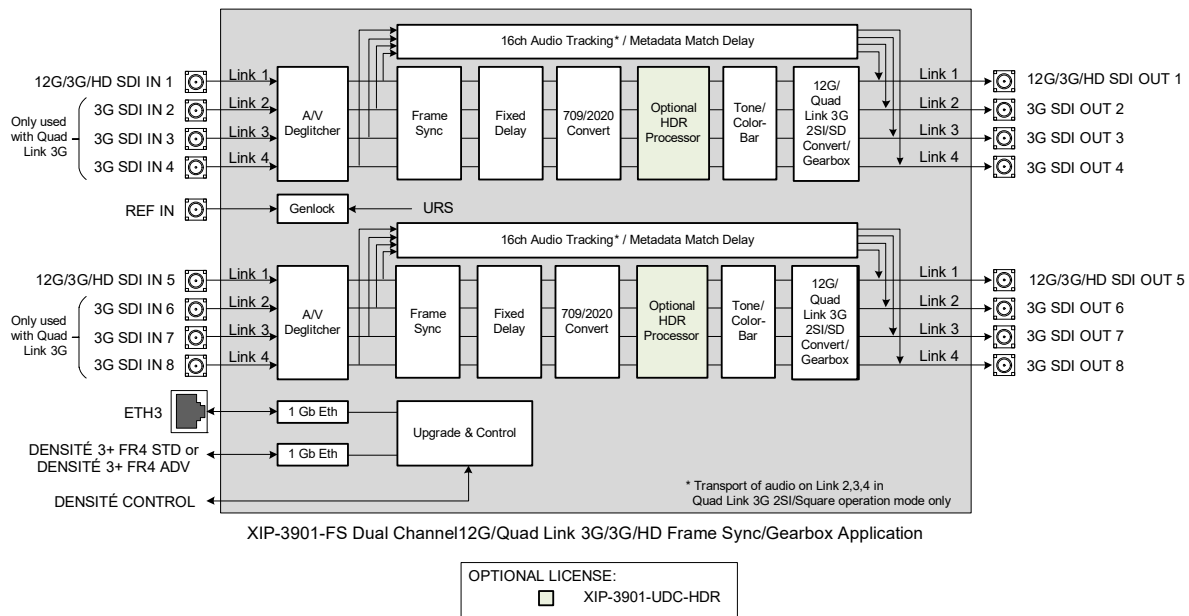 16ch Audio Tracking* / Metadata Match Delay
12G/3G/HD SDI IN 1
Link 1
3G SDI IN 2
Link 2
3G SDI IN 3
Link 3
3G SDI IN 4
Link 4
Only used
with Quad
Link 3G
A/V
Deglitcher
Frame
Sync
Fixed
Delay
709/2020
Convert
Optional
HDR
Processor
Tone/
Color-
Bar
12G/
Quad
Link 3G
2SI/SD
Convert/
Gearbox
Link 1
12G/3G/HD SDI OUT 1
Link 2
3G SDI OUT 2
Link 3
3G SDI OUT 3
Link 4
3G SDI OUT 4
REF IN
Genlock
URS
16ch Audio Tracking* / Metadata Match Delay
12G/3G/HD SDI IN 5
Link 1
3G SDI IN 6
Link 2
3G SDI IN 7
Link 3
3G SDI IN 8
Link 4
Only used
with Quad
Link 3G
A/V
Deglitcher
Frame
Sync
Fixed
Delay
709/2020
Convert
Optional
HDR
Processor
Tone/
Color-
Bar
12G/
Quad
Link 3G
2SI/SD
Convert/
Gearbox
Link 1
12G/3G/HD SDI OUT 5
Link 2
3G SDI OUT 6
Link 3
3G SDI OUT 7
Link 4
3G SDI OUT 8
ETH3
1 Gb Eth
Upgrade & Control
DENSITÉ 3+ FR4 STD or
DENSITÉ 3+ FR4 ADV
1 Gb Eth
DENSITÉ CONTROL
* Transport of audio on Link 2,3,4 in
Quad Link 3G 2SI/Square operation mode only
XIP-3901-FS Dual Channel12G/Quad Link 3G/3G/HD Frame Sync/Gearbox Application
OPTIONAL LICENSE:
XIP-3901-UDC-HDR